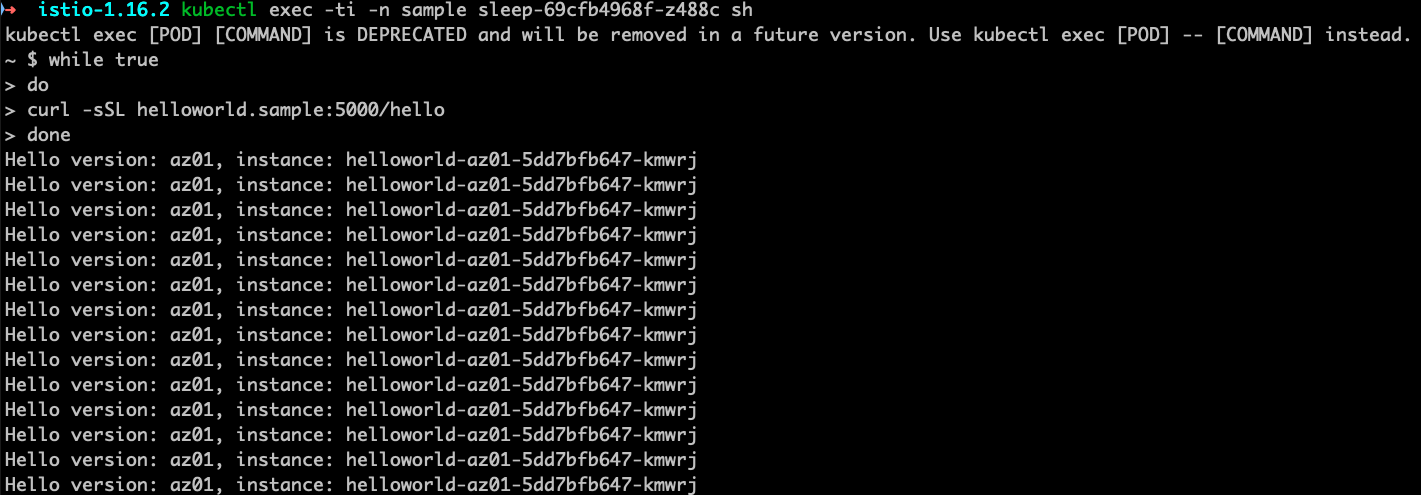 ➜ istio-1.16.2 kubectl exec -ti -n sample sleep-69cfb4968f-z488c sh
kubectl exec [POD] [COMMAND] is DEPRECATED and will be removed in a future version. Use kubectl exec [POD] -- [COMMAND] instead.
~ $ while true
> do
> curl -sSL helloworld.sample:5000/hello
> done
Hello version: az01, instance: helloworld-az01-5dd7bfb647-kmwrj
Hello version: az01, instance: helloworld-az01-5dd7bfb647-kmwrj
Hello version: az01, instance: helloworld-az01-5dd7bfb647-kmwrj
Hello version: az01, instance: helloworld-az01-5dd7bfb647-kmwrj
Hello version: az01, instance: helloworld-az01-5dd7bfb647-kmwrj
Hello version: az01, instance: helloworld-az01-5dd7bfb647-kmwrj
Hello version: az01, instance: helloworld-az01-5dd7bfb647-kmwrj
Hello version: az01, instance: helloworld-az01-5dd7bfb647-kmwrj
Hello version: az01, instance: helloworld-az01-5dd7bfb647-kmwrj
Hello version: az01, instance: helloworld-az01-5dd7bfb647-kmwrj
Hello version: az01, instance: helloworld-az01-5dd7bfb647-kmwrj
Hello version: az01, instance: helloworld-az01-5dd7bfb647-kmwrj
Hello version: az01, instance: helloworld-az01-5dd7bfb647-kmwrj
Hello version: az01, instance: helloworld-az01-5dd7bfb647-kmwrj